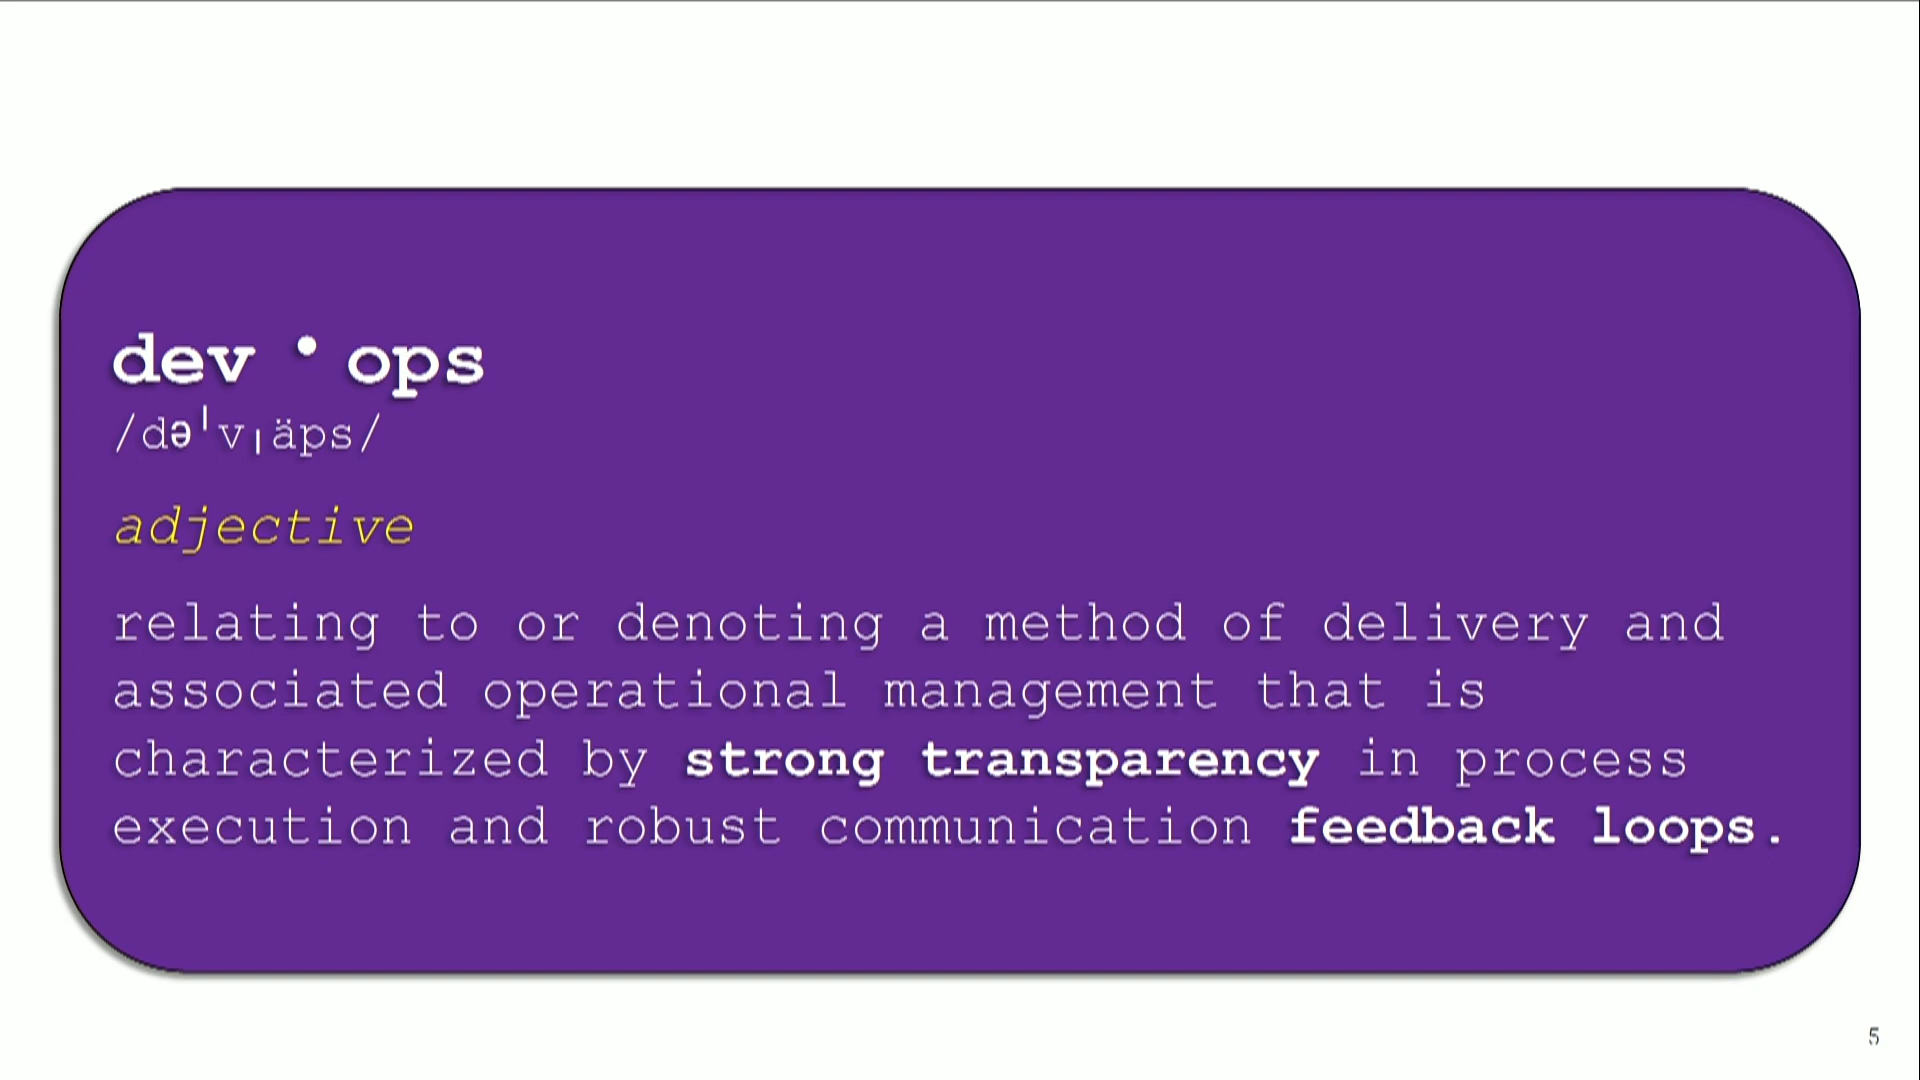 dev • ops
/dəˈvˌäps/
adjective
relating to or denoting a method of delivery and
associated operational management that is
characterized by strong transparency in process
execution and robust communication feedback loops.
5